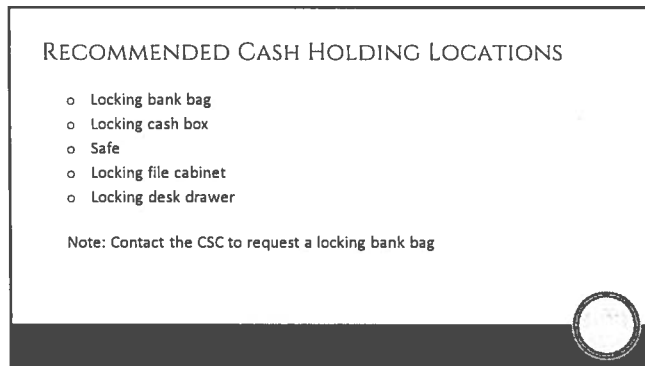 RECOMMENDED CASH HOLDING LOCATIONS
o Locking bank bag
o Locking cash box
o Safe
o Locking file cabinet
o Locking desk drawer
Note: Contact the CSC to request a locking bank bag